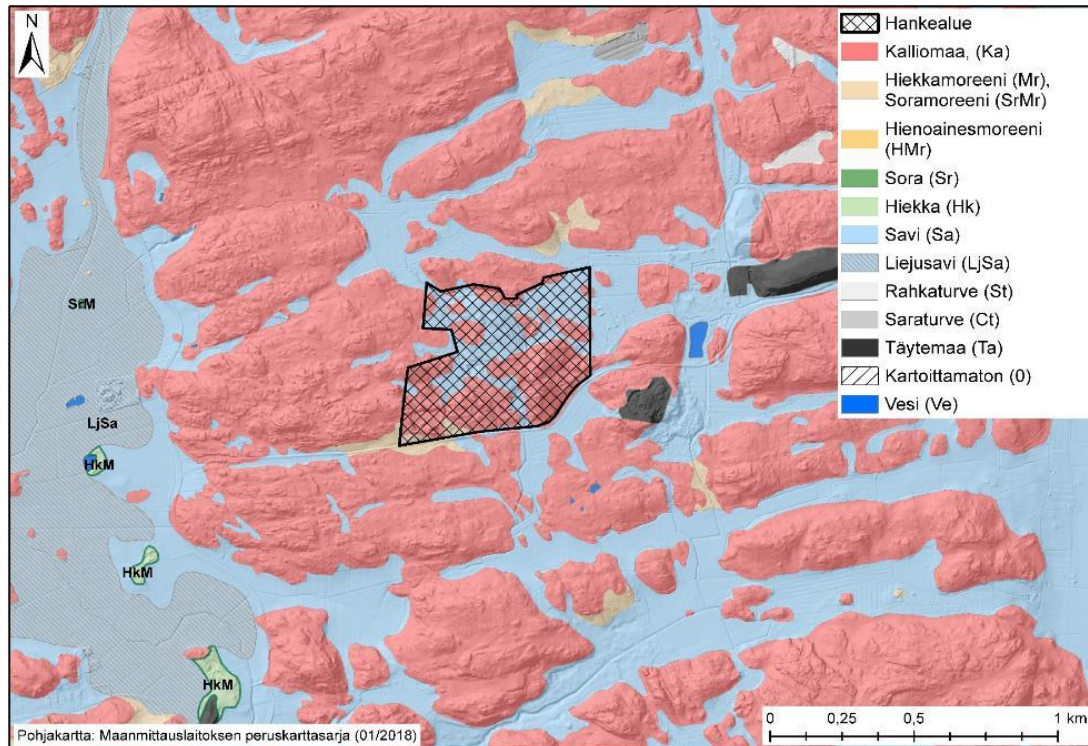 N
Hankealue
Kalliomaa, (Ka)
Hiekkamoreeni (Mr),
Soramoreeni (SrMr)
Hienoainesmoreeni
(HMr)
Sora (Sr)
Hiekka (Hk)
Savi (Sa)
Liejusavi (LjSa)
Rahkaturve (St)
Saraturve (Ct)
Täytemaa (Ta)
Kartoittamaton (0)
Vesi (Ve)
SrM
LjSa
HkM
HkM
HkM
0 0,25 0,5 1 km
Pohjakartta: Maanmittauslaitoksen peruskarttasarja (01/2018)